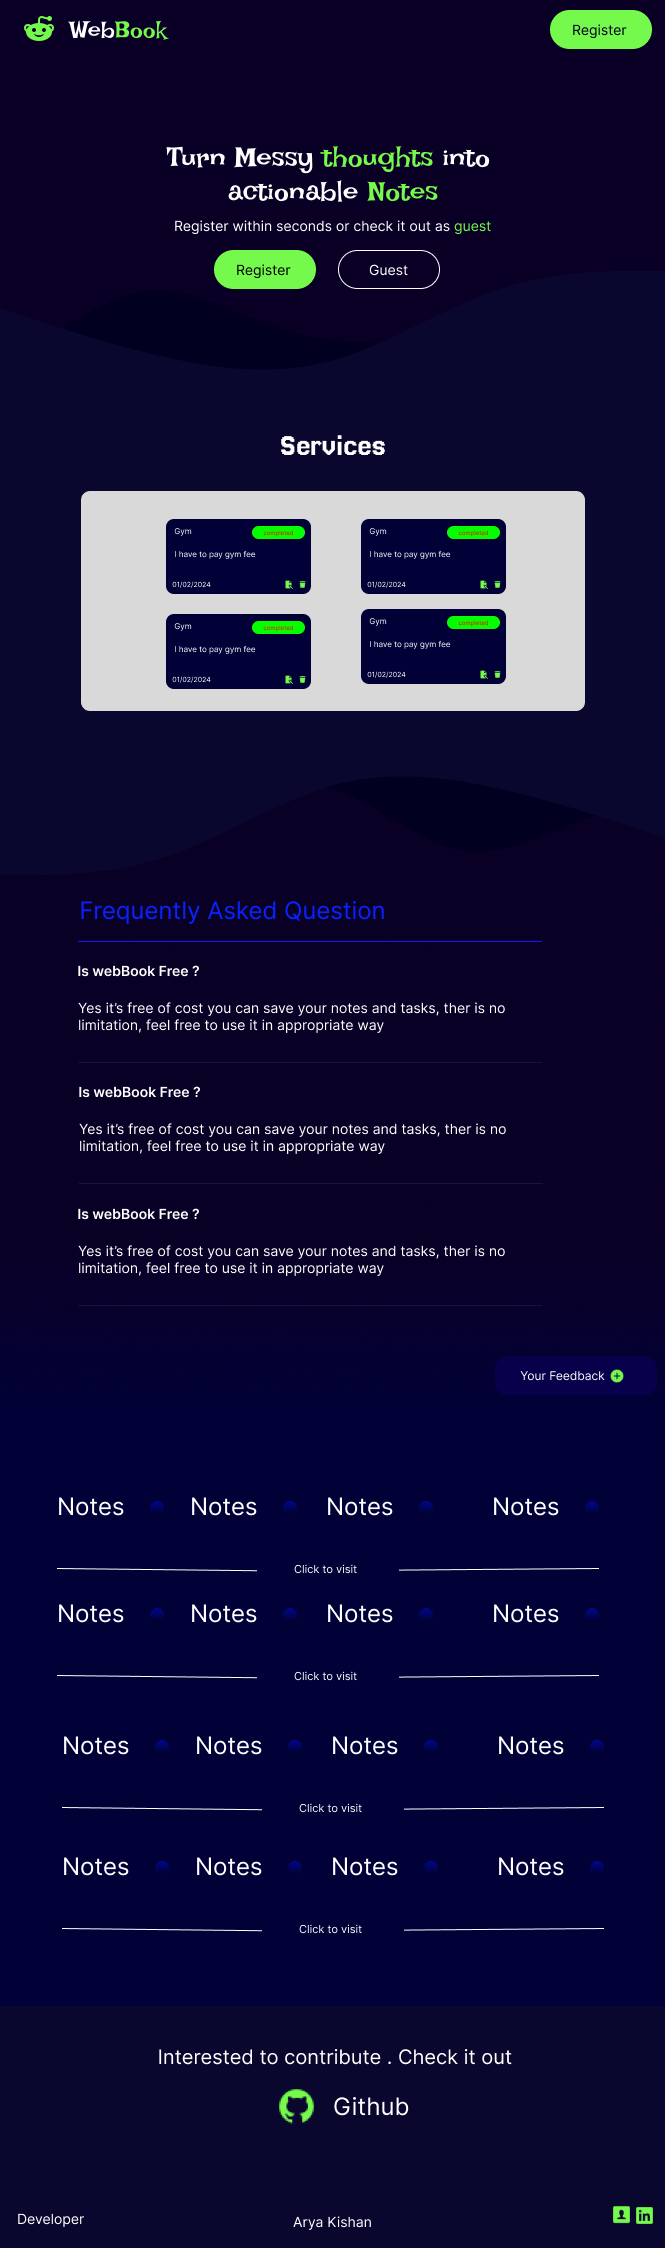 WebBook
Register
Turn Messy thoughts into
actionable Notes
Register within seconds or check it out as guest
Register
Guest
Services
Gym
completed
I have to pay gym fee
01/02/2024
Gym
completed
I have to pay gym fee
01/02/2024
Gym
completed
I have to pay gym fee
01/02/2024
Gym
completed
I have to pay gym fee
01/02/2024
Frequently Asked Question
Is webBook Free ?
Yes it’s free of cost you can save your notes and tasks, ther is no
limitation, feel free to use it in appropriate way
Is webBook Free ?
Yes it’s free of cost you can save your notes and tasks, ther is no
limitation, feel free to use it in appropriate way
Is webBook Free ?
Yes it’s free of cost you can save your notes and tasks, ther is no
limitation, feel free to use it in appropriate way
Your Feedback
Notes Notes Notes Notes
Click to visit
Notes Notes Notes Notes
Click to visit
Notes Notes Notes Notes
Click to visit
Notes Notes Notes Notes
Click to visit
Interested to contribute . Check it out
Github
Developer
Arya Kishan
in